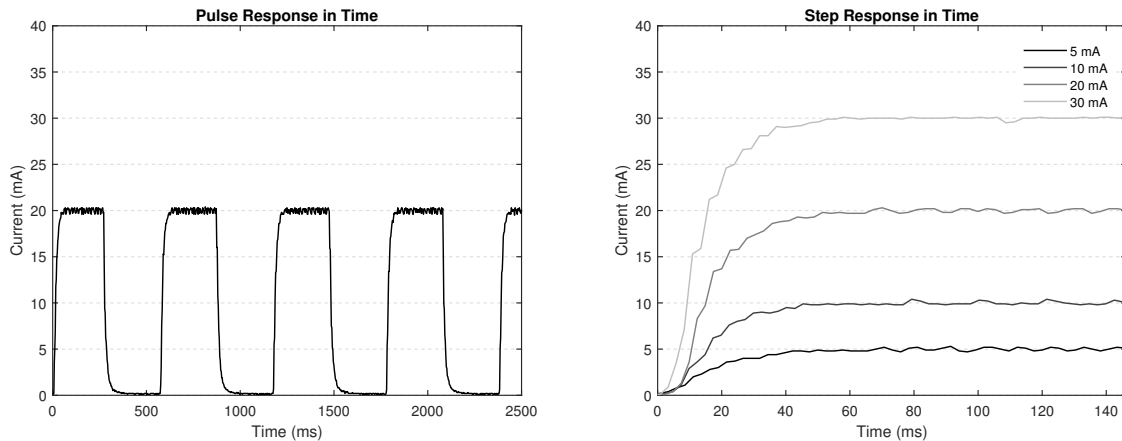 Pulse Response in Time
40
35
30
25
20
15
10
5
0
Current (mA)
0 500 1000 1500 2000 2500
Time (ms)
Step Response in Time
40
35
30
25
20
15
10
5
0
Current (mA)
5 mA
10 mA
20 mA
30 mA
0 20 40 60 80 100 120 140
Time (ms)